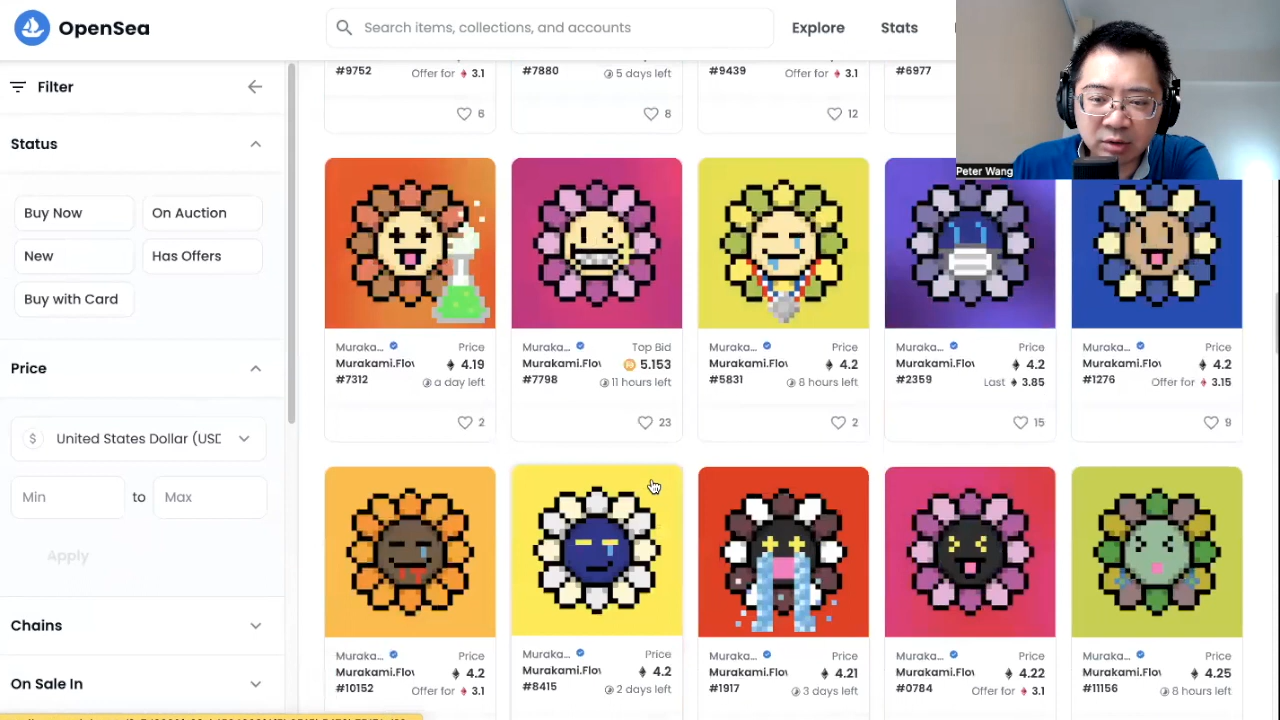 OpenSea
Search items, collections, and accounts
Explore
Stats
Peter Wang
Filter
Status
Buy Now
On Auction
New
Has Offers
Buy with Card
Price
United States Dollar (USD
Min
to
Max
Apply
Chains
On Sale In
#9752
Offer for 3.1
6
#7880
5 days left
8
#9439
Offer for 3.1
12
#6977
Muraka...
Price
Murakami.Flo
4.19
#7312
a day left
2
Muraka...
Top Bid
Murakami.Flo
5.153
#7798
11 hours left
23
Muraka...
Price
Murakami.Flo
4.2
#5831
8 hours left
2
Muraka...
Price
Murakami.Flo
4.2
#2359
Last 3.85
15
Muraka...
Price
Murakami.Flo
4.2
#1276
Offer for 3.15
9
Muraka...
Price
Murakami.Flo
4.2
#10152
Offer for 3.1
Muraka...
Price
Murakami.Flo
4.2
#8415
2 days left
Muraka...
Price
Murakami.Flo
4.21
#1917
3 days left
Muraka...
Price
Murakami.Flo
4.22
#0784
Offer for 3.1
Muraka...
Price
Murakami.Flo
4.25
#11156
8 hours left